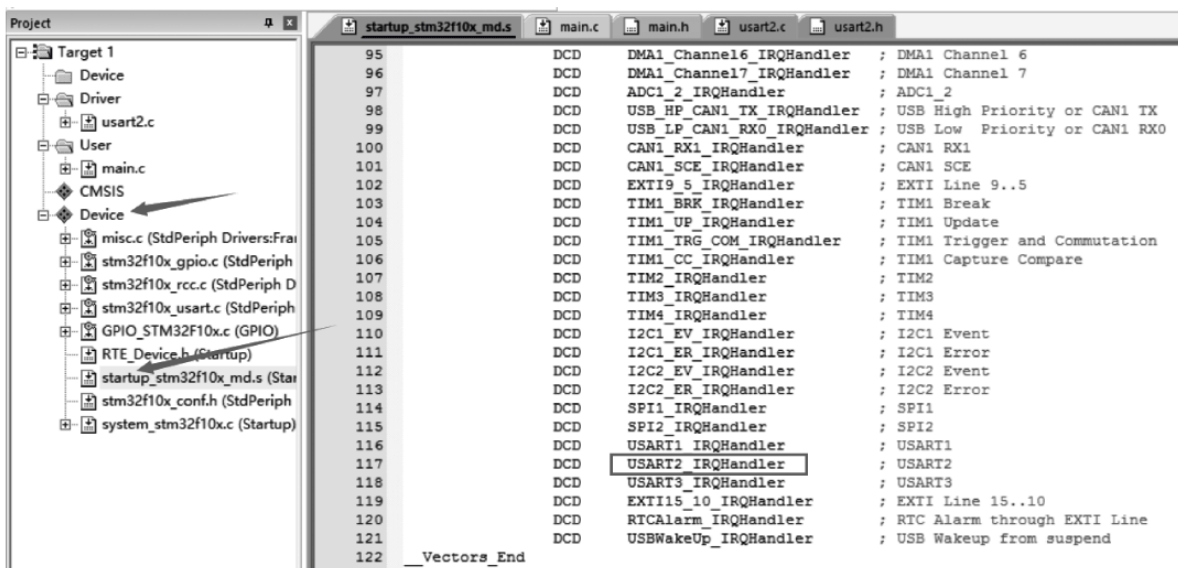 Project
Target 1
Device
Driver
usart2.c
User
main.c
CMSIS
Device
misc.c (StdPeriph Drivers:Frai
stm32f10x_gpio.c (StdPeriph
stm32f10x_rcc.c (StdPeriph D
stm32f10x_usart.c (StdPeriph
GPIO_STM32F10x.c (GPIO)
RTE_Device.h (Startup)
startup_stm32f10x_md.s (Star
stm32f10x_conf.h (StdPeriph
system_stm32f10x.c (Startup)
startup_stm32f10x_md.s main.c main.h usart2.c usart2.h
95 DCD DMA1_Channel6_IRQHandler ; DMA1 Channel 6
96 DCD DMA1_Channel7_IRQHandler ; DMA1 Channel 7
97 DCD ADC1_2_IRQHandler ; ADC1_2
98 DCD USB_HP_CAN1_TX_IRQHandler ; USB High Priority or CAN1 TX
99 DCD USB_LP_CAN1_RX0_IRQHandler ; USB Low  Priority or CAN1 RX0
100 DCD CAN1_RX1_IRQHandler ; CAN1 RX1
101 DCD CAN1_SCE_IRQHandler ; CAN1 SCE
102 DCD EXTI9_5_IRQHandler ; EXTI Line 9..5
103 DCD TIM1_BRK_IRQHandler ; TIM1 Break
104 DCD TIM1_UP_IRQHandler ; TIM1 Update
105 DCD TIM1_TRG_COM_IRQHandler ; TIM1 Trigger and Commutation
106 DCD TIM1_CC_IRQHandler ; TIM1 Capture Compare
107 DCD TIM2_IRQHandler ; TIM2
108 DCD TIM3_IRQHandler ; TIM3
109 DCD TIM4_IRQHandler ; TIM4
110 DCD I2C1_EV_IRQHandler ; I2C1 Event
111 DCD I2C1_ER_IRQHandler ; I2C1 Error
112 DCD I2C2_EV_IRQHandler ; I2C2 Event
113 DCD I2C2_ER_IRQHandler ; I2C2 Error
114 DCD SPI1_IRQHandler ; SPI1
115 DCD SPI2_IRQHandler ; SPI2
116 DCD USART1_IRQHandler ; USART1
117 DCD USART2_IRQHandler ; USART2
118 DCD USART3_IRQHandler ; USART3
119 DCD EXTI15_10_IRQHandler ; EXTI Line 15..10
120 DCD RTCAlarm_IRQHandler ; RTC Alarm through EXTI Line
121 DCD USBWakeUp_IRQHandler ; USB Wakeup from suspend
122 __Vectors_End